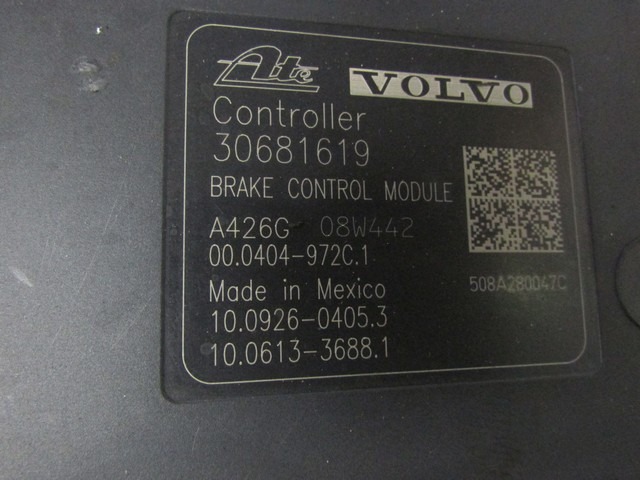 Ate VOLVO
Controller
30681619
BRAKE CONTROL MODULE
A426G 08W442
00.0404-972C.1
508A280047C
Made in Mexico
10.0926-0405.3
10.0613-3688.1